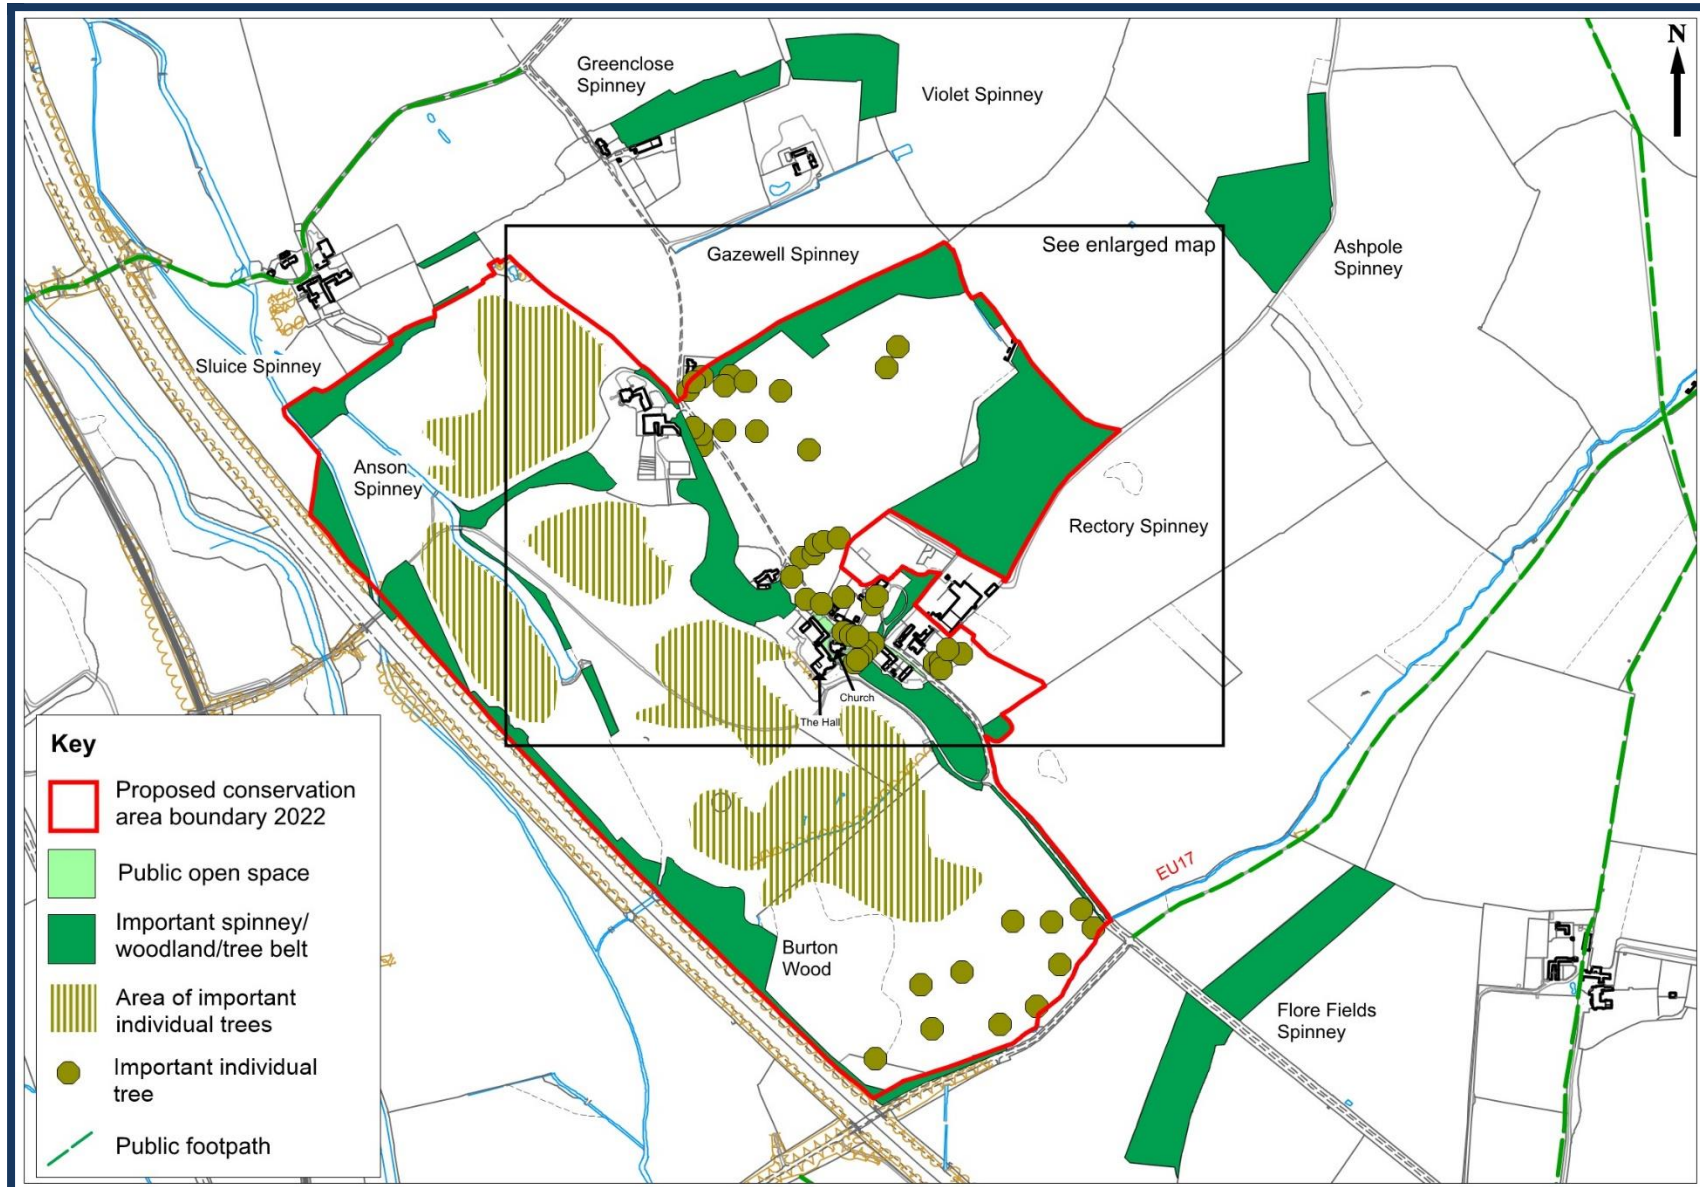 N
Greenclose
Spinney
Violet Spinney
See enlarged map
Gazewell Spinney
Ashpole
Spinney
Sluice Spinney
Anson
Spinney
Rectory Spinney
Church
The Hall
EU17
Burton
Wood
Flore Fields
Spinney
Key
Proposed conservation
area boundary 2022
Public open space
Important spinney/
woodland/tree belt
Area of important
individual trees
Important individual
tree
Public footpath